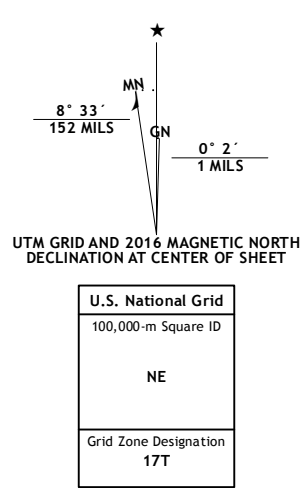 ★
MN
GN
8° 33´
152 MILS
0° 2´
1 MILS
UTM GRID AND 2016 MAGNETIC NORTH
DECLINATION AT CENTER OF SHEET
U.S. National Grid
100,000-m Square ID
NE
Grid Zone Designation
17T